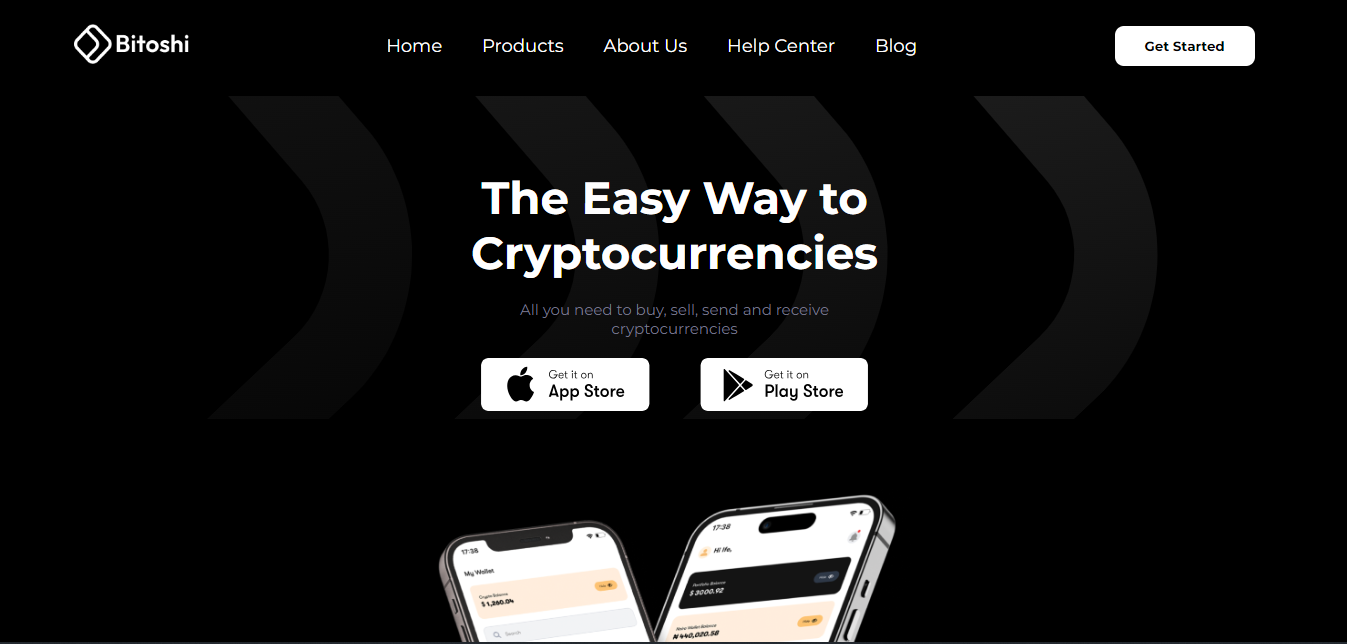 Bitoshi
Home
Products
About Us
Help Center
Blog
Get Started
The Easy Way to
Cryptocurrencies
All you need to buy, sell, send and receive
cryptocurrencies
Get it on
App Store
Get it on
Play Store
17:38
My Wallet
Crypto Balance
$ 1,260.04
Search
17:38
Hi Ife,
Portfolio Balance
$ 3000.92
Naira Wallet Balance
₦ 440,020.58